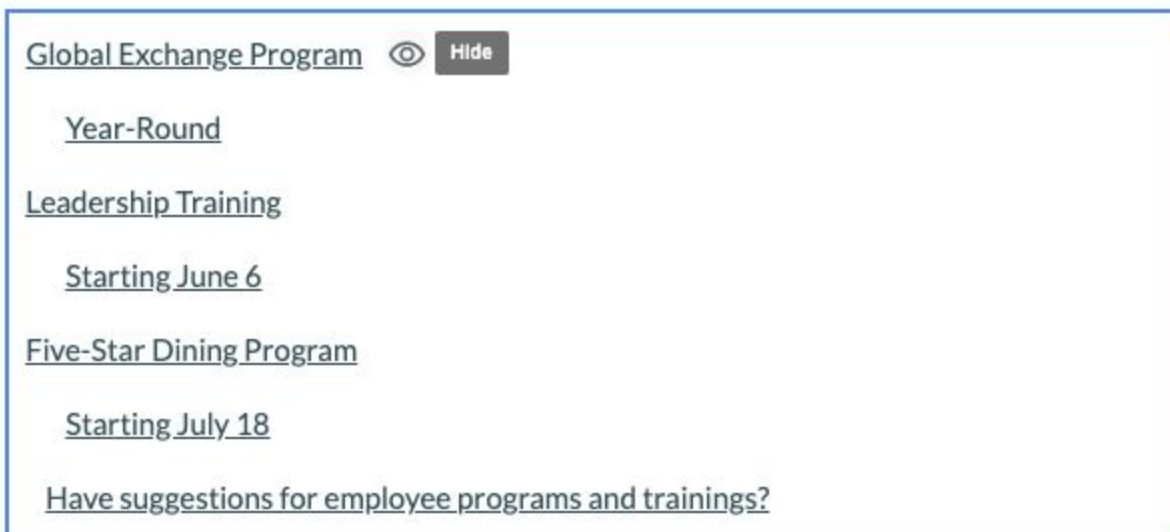 Global Exchange Program Hide
Year-Round
Leadership Training
Starting June 6
Five-Star Dining Program
Starting July 18
Have suggestions for employee programs and trainings?